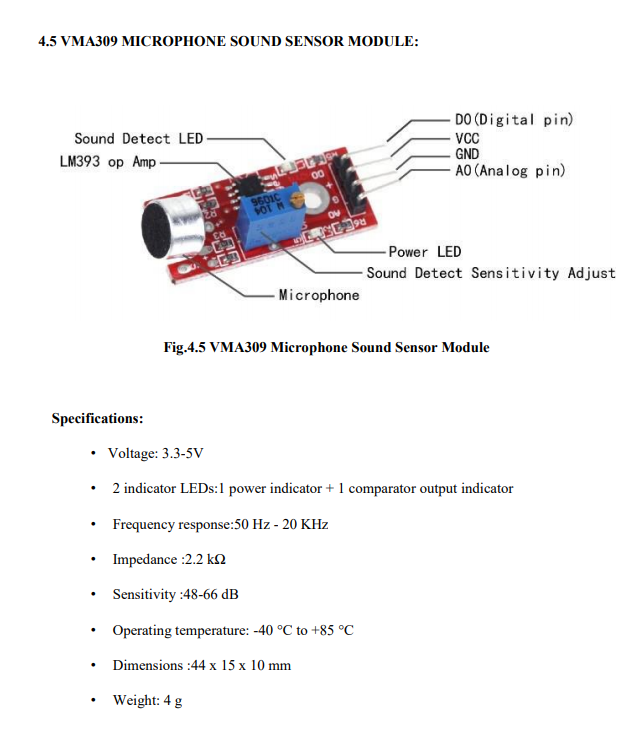 4.5 VMA309 MICROPHONE SOUND SENSOR MODULE:
DO(Digital pin)
Sound Detect LED
VCC
LM393 op Amp
GND
AO(Analog pin)
Power LED
Sound Detect Sensitivity Adjust
Microphone
Fig.4.5 VMA309 Microphone Sound Sensor Module
Specifications:
• Voltage: 3.3-5V
• 2 indicator LEDs:1 power indicator + 1 comparator output indicator
• Frequency response:50 Hz - 20 KHz
• Impedance :2.2 kΩ
• Sensitivity :48-66 dB
• Operating temperature: -40 °C to +85 °C
• Dimensions :44 x 15 x 10 mm
• Weight: 4 g